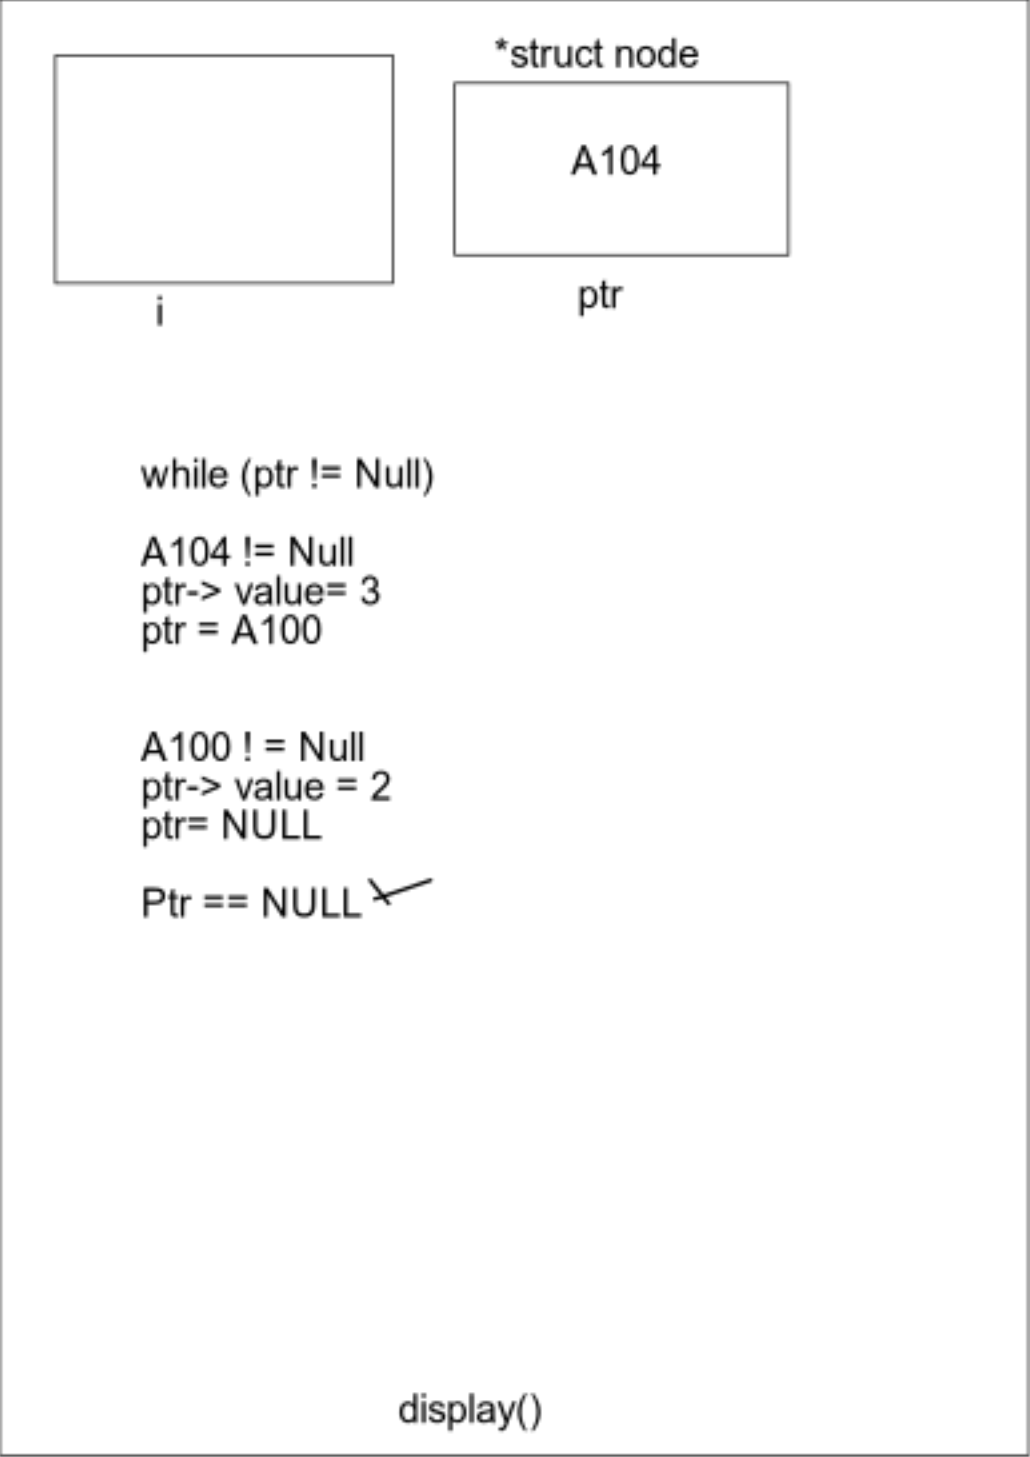 *struct node
A104
i
ptr
while (ptr != Null)
A104 != Null
ptr-> value= 3
ptr = A100
A100 ! = Null
ptr-> value = 2
ptr= NULL
Ptr == NULL
display()